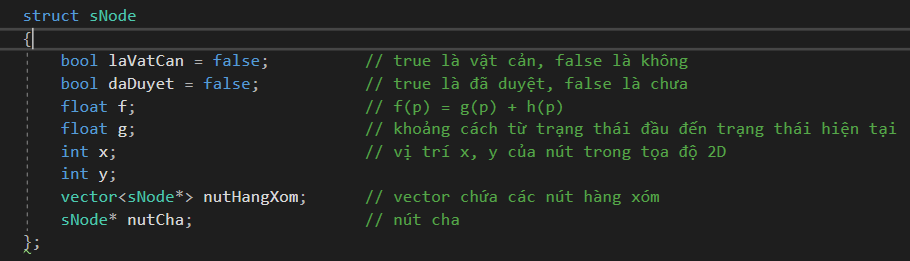 struct sNode
{
bool laVatCan = false; // true là vật cản, false là không
bool daDuyet = false; // true là đã duyệt, false là chưa
float f; // f(p) = g(p) + h(p)
float g; // khoảng cách từ trạng thái đầu đến trạng thái hiện tại
int x; // vị trí x, y của nút trong tọa độ 2D
int y;
vector<sNode*> nutHangXom; // vector chứa các nút hàng xóm
sNode* nutCha; // nút cha
};